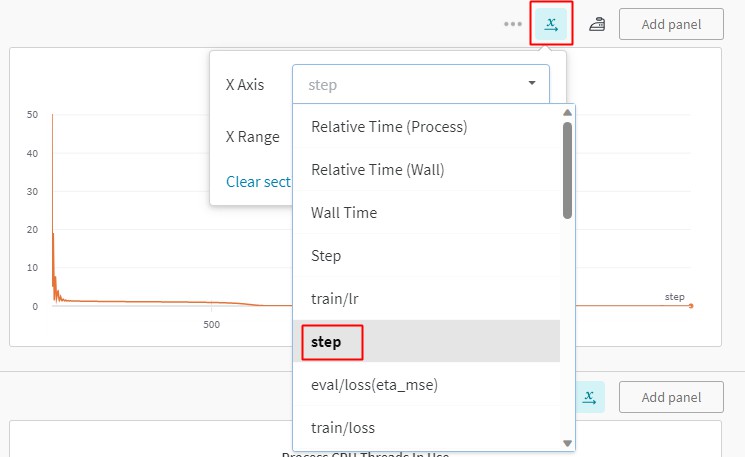 x
Add panel
X Axis
step
50
40
30
20
10
0
X Range
Clear sect
Relative Time (Process)
Relative Time (Wall)
Wall Time
Step
train/lr
step
eval/loss(eta_mse)
train/loss
step
500
x
Add panel
Process CPU Threads In Use